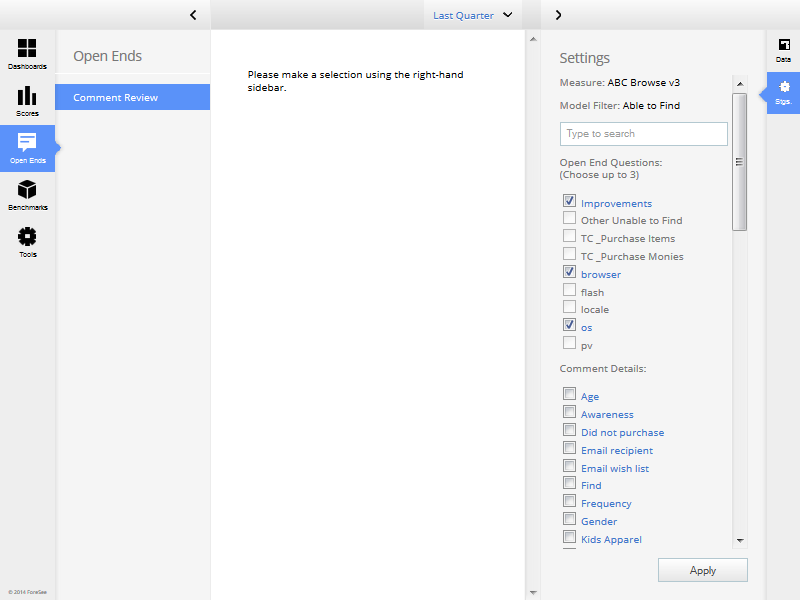 Last Quarter
Dashboards
Scores
Open Ends
Benchmarks
Tools
© 2014 ForeSee
Open Ends
Comment Review
Please make a selection using the right-hand
sidebar.
Settings
Measure: ABC Browse v3
Model Filter: Able to Find
Type to search
Open End Questions:
(Choose up to 3)
Improvements
Other Unable to Find
TC _Purchase Items
TC _Purchase Monies
browser
flash
locale
os
pv
Comment Details:
Age
Awareness
Did not purchase
Email recipient
Email wish list
Find
Frequency
Gender
Kids Apparel
Apply
Data
Stgs.